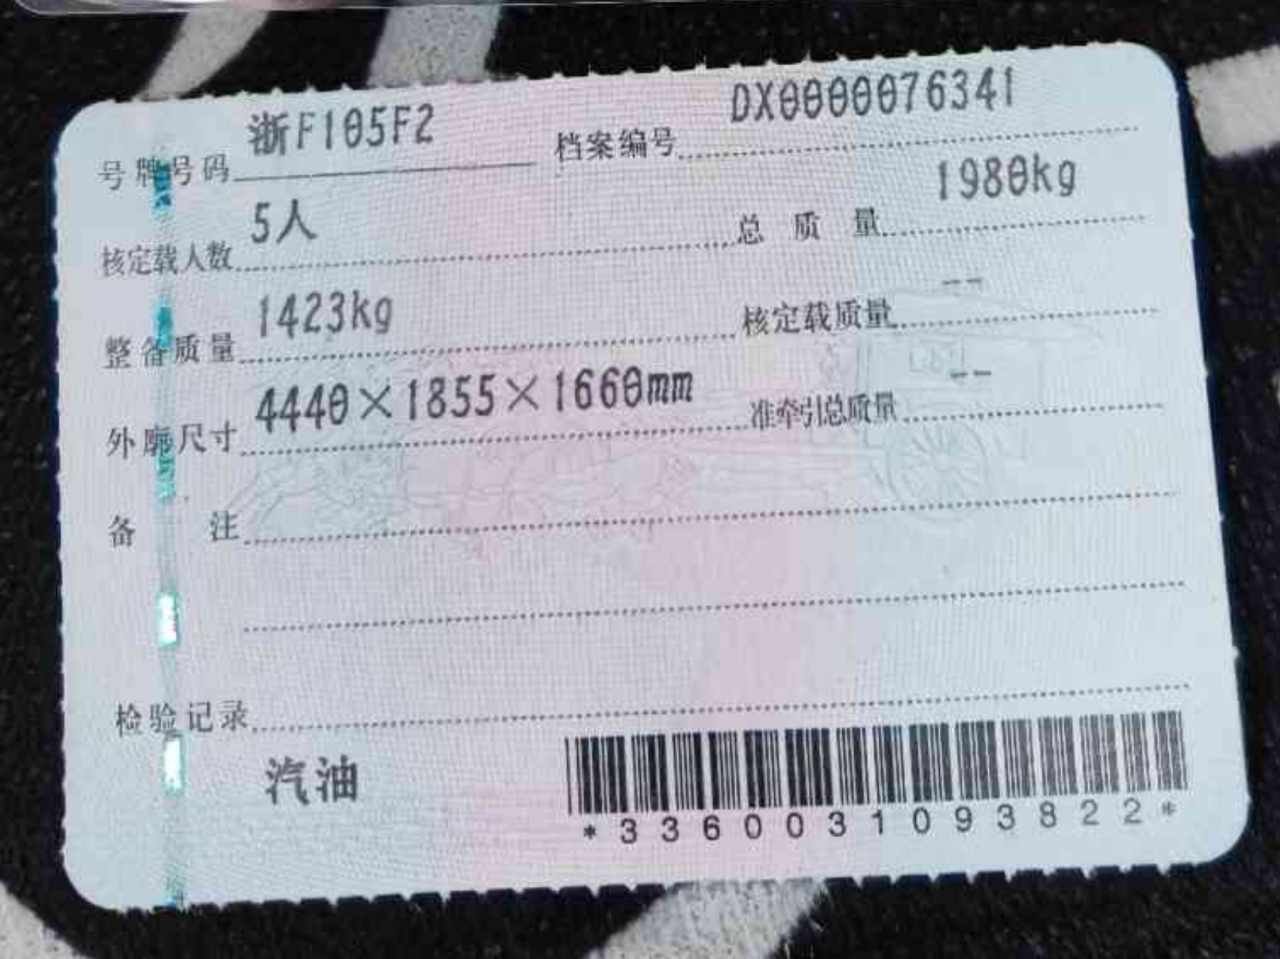 号牌号码 浙F105F2 档案编号 DX0000076341
核定载人数 5人 总质量 1980kg
整备质量 1423kg 核定载质量 --
外廓尺寸 4440×1855×1660mm 准牵引总质量 --
备注
检验记录
汽油
*3360031093822*